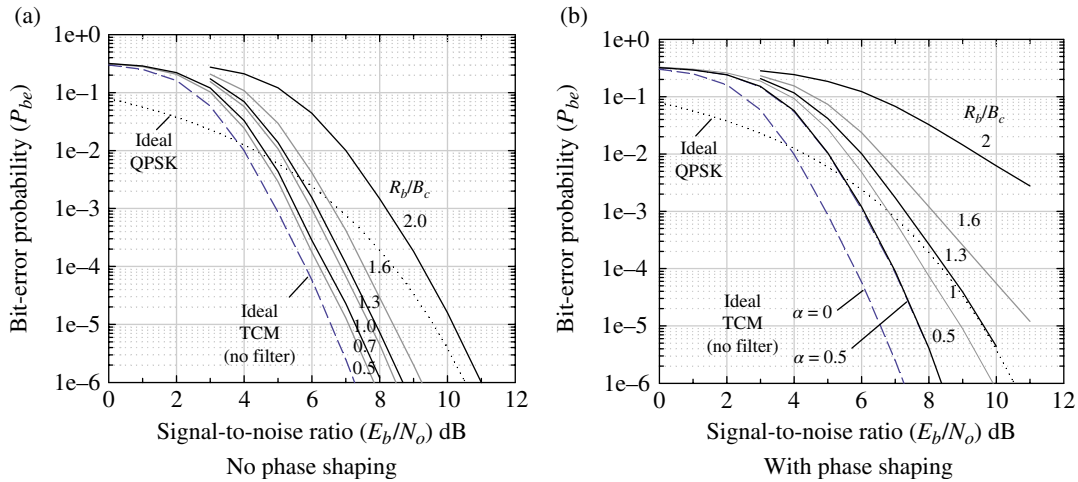 (a)
1e+0
1e−1
1e−2
1e−3
1e−4
1e−5
1e−6
Bit-error probability (Pbe)
Ideal
QPSK
Rb/Bc
2.0
1.6
1.3
1.0
0.7
0.5
Ideal
TCM
(no filter)
0 2 4 6 8 10 12
Signal-to-noise ratio (Eb/No) dB
No phase shaping
(b)
1e+0
1e−1
1e−2
1e−3
1e−4
1e−5
1e−6
Bit-error probability (Pbe)
Ideal
QPSK
Rb/Bc
2
1.6
1.3
1
0.5
Ideal
TCM
(no filter)
α = 0
α = 0.5
0 2 4 6 8 10 12
Signal-to-noise ratio (Eb/No) dB
With phase shaping